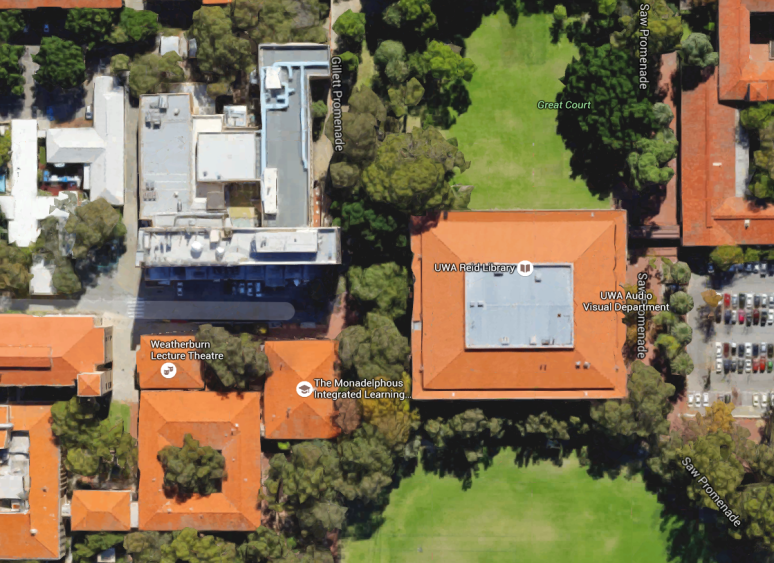 Saw Promenade
Gillett Promenade
Great Court
UWA Reid Library
UWA Audio
Visual Department
Saw Promenade
Weatherburn
Lecture Theatre
The Monadelphous
Integrated Learning...
Saw Promenade